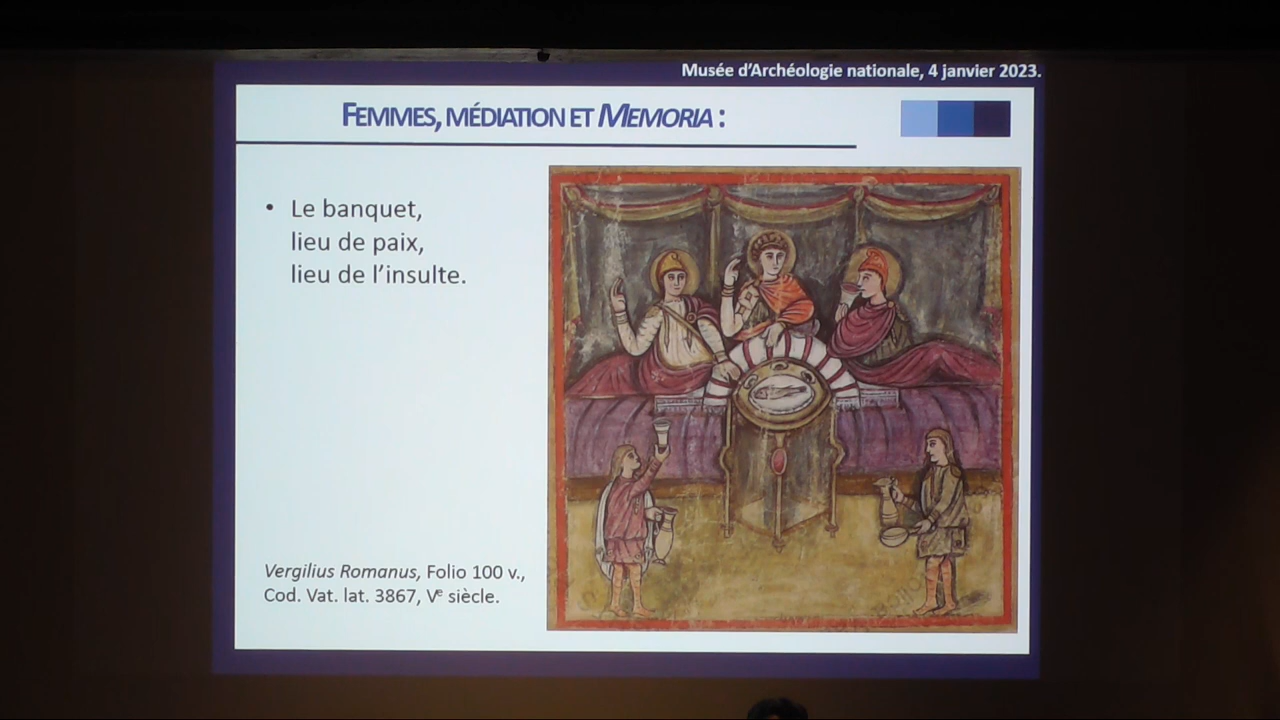 Musée d'Archéologie nationale, 4 janvier 2023.
FEMMES, MÉDIATION ET MEMORIA :
• Le banquet,
lieu de paix,
lieu de l'insulte.
Vergilius Romanus, Folio 100 v.,
Cod. Vat. lat. 3867, Ve siècle.